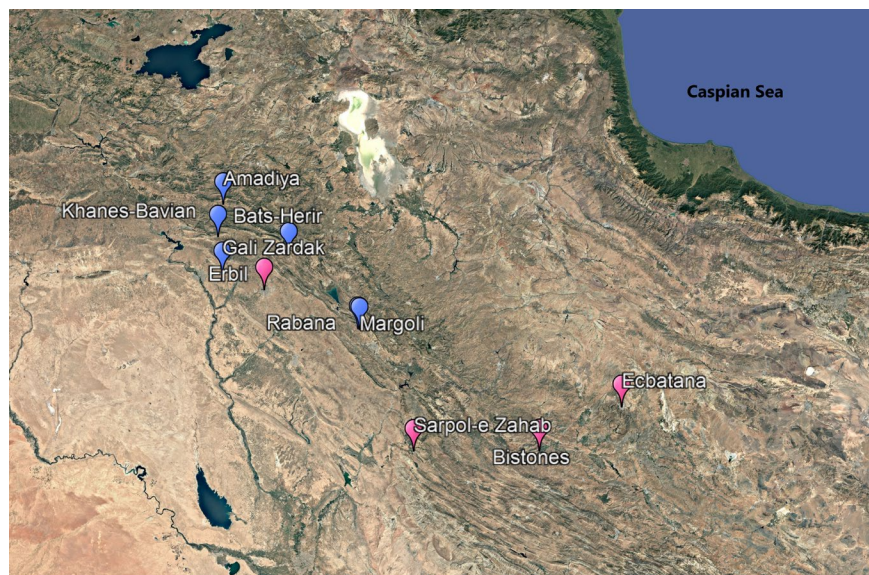 Caspian Sea
Amadiya
Khanes-Bavian
Bats-Herir
Gali Zardak
Erbil
Rabana
Margoli
Ecbatana
Sarpol-e Zahab
Bistones